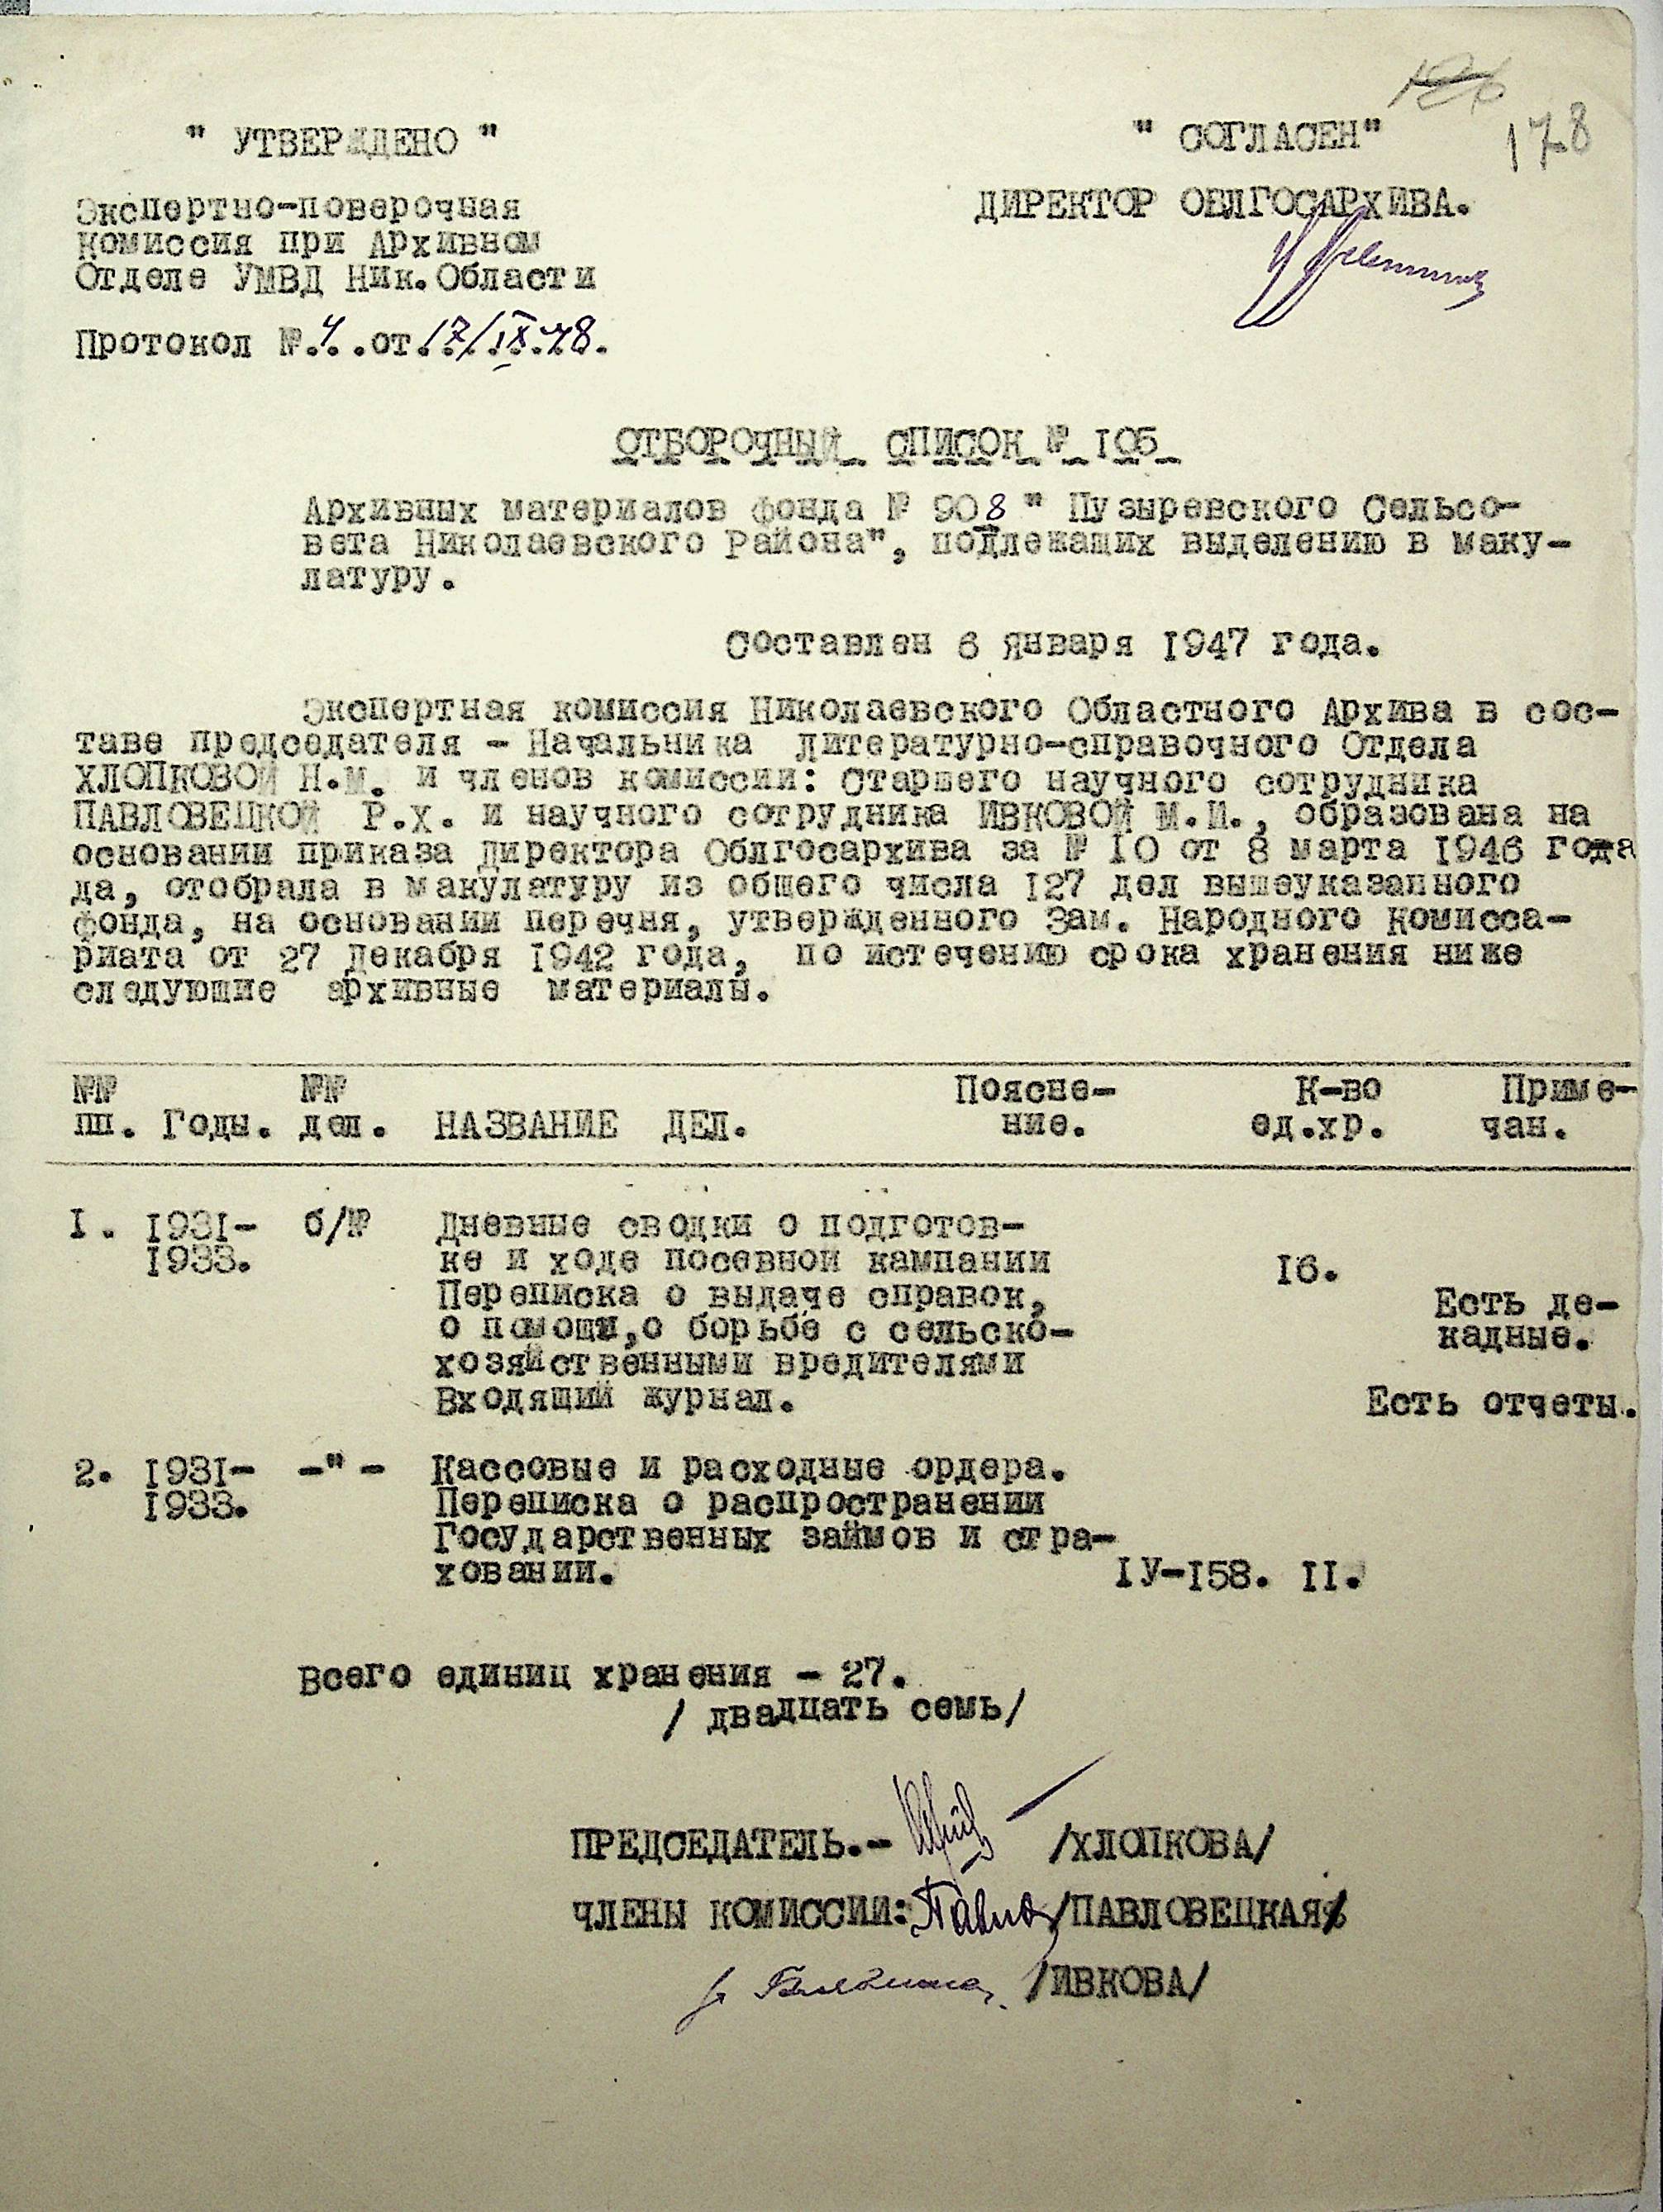 178
" УТВЕРЖДЕНО "
Экспертно-поверочная
комиссия при Архивном
Отделе УМВД Ник.Области
Протокол №.4..от.17/IX.48.
" СОГЛАСЕН"
ДИРЕКТОР ОБЛГОСАРХИВА.
ОТБОРОЧНЫЙ СПИСОК № 105
Архивных материалов фонда № 908 " Пузыревского Сельсо-
вета Николаевского Района", подлежащих выделению в маку-
латуру.
Составлен 6 Января 1947 года.
Экспертная комиссия Николаевского Областного Архива в сос-
таве председателя - Начальника Литературно-справочного Отдела
ХЛОПКОВОЙ Н.М. и членов комиссии: Старшего научного сотрудника
ПАВЛОВЕЦКОЙ Р.Х. и научного сотрудника ИВКОВОЙ М.И., образована на
основании приказа Директора Облгосархива за № 10 от 8 марта 1946 года
да, отобрала в макулатуру из общего числа 127 дел вышеуказанного
фонда, на основании перечня, утвержденного Зам. Народного Комисса-
риата от 27 Декабря 1942 года, по истечению срока хранения ниже
следующие архивные материалы.
№№ №№ Поясне- К-во Приме-
пп. Годы. дел. НАЗВАНИЕ ДЕЛ. ние. ед.хр. чан.
I. 1931- б/№ Дневные сводки о подготов-
1933. ке и ходе посевной кампании 16.
Переписка о выдаче справок, Есть де-
о помощи,о борьбе с сельско- кадные.
хозяйственными вредителями
Входящий журнал. Есть отчеты.
2. 1931- -"- Кассовые и расходные ордера.
1933. Переписка о распространении
Государственных займов и стра-
ховании. IУ-158. II.
Всего единиц хранения - 27.
/ двадцать семь/
ПРЕДСЕДАТЕЛЬ.- /ХЛОПКОВА/
ЧЛЕНЫ КОМИССИИ: /ПАВЛОВЕЦКАЯ/
/ИВКОВА/